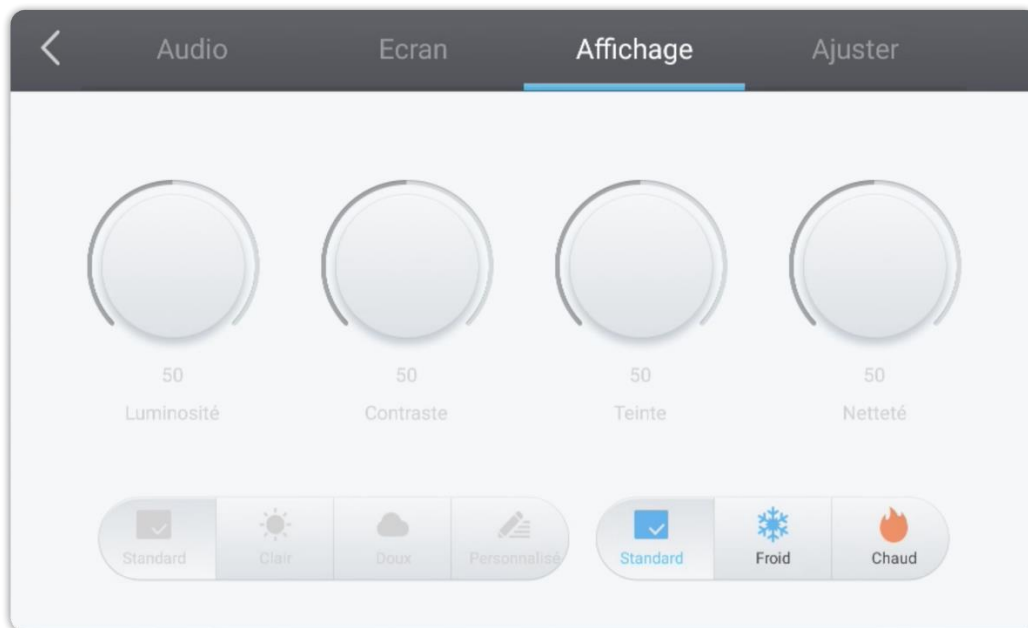 Audio Ecran Affichage Ajuster
50 50 50 50
Luminosité Contraste Teinte Netteté
Standard Clair Doux Personnalisé Standard Froid Chaud